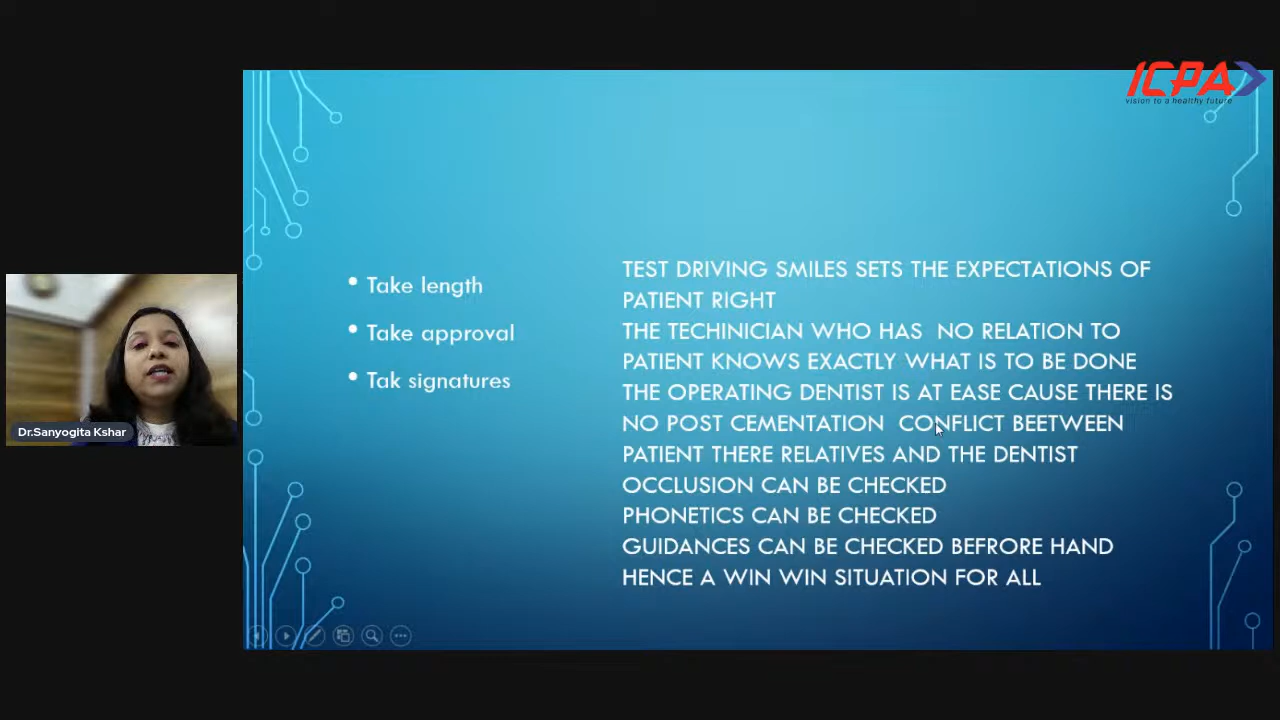 ICPA
vision to a healthy future
• Take length
• Take approval
• Tak signatures
TEST DRIVING SMILES SETS THE EXPECTATIONS OF
PATIENT RIGHT
THE TECHINICIAN WHO HAS  NO RELATION TO
PATIENT KNOWS EXACTLY WHAT IS TO BE DONE
THE OPERATING DENTIST IS AT EASE CAUSE THERE IS
NO POST CEMENTATION  CONFLICT BEETWEEN
PATIENT THERE RELATIVES AND THE DENTIST
OCCLUSION CAN BE CHECKED
PHONETICS CAN BE CHECKED
GUIDANCES CAN BE CHECKED BEFRORE HAND
HENCE A WIN WIN SITUATION FOR ALL
Dr.Sanyogita Kshar